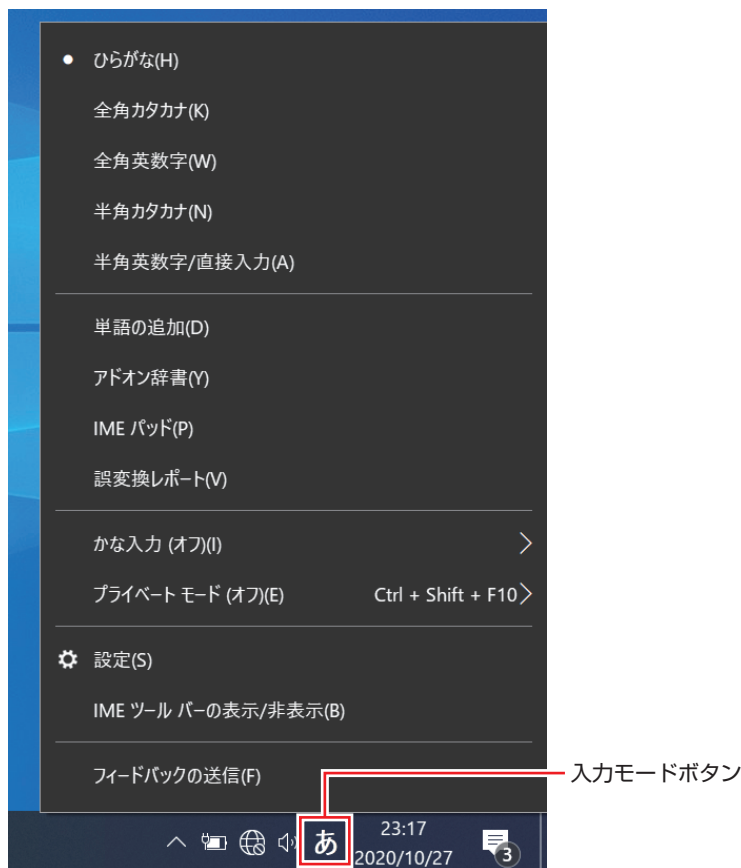 ひらがな(H)
全角カタカナ(K)
全角英数字(W)
半角カタカナ(N)
半角英数字/直接入力(A)
単語の追加(D)
アドオン辞書(Y)
IME パッド(P)
誤変換レポート(V)
かな入力 (オフ)(I)
プライベート モード (オフ)(E) Ctrl + Shift + F10
設定(S)
IME ツール バーの表示/非表示(B)
フィードバックの送信(F)
入力モードボタン
あ 23:17
2020/10/27 3